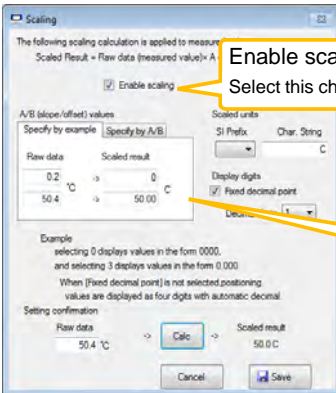 Scaling
The following scaling calculation is applied to measure
Scaled Result = Raw data (measured value)× A
Enable sca
Select this ch
Enable scaling
A/B (slope/offset) values
Scaled units
Specify by example Specify by A/B
SI Prefix Char. String
C
Raw data Scaled result
0.2 °C -> 0 C
50.4 -> 50.00
Display digits
Fixed decimal point
Decimal 1
Example
selecting 0 displays values in the form 0000,
and selecting 3 displays values in the form 0.000
When [Fixed decimal point] is not selected,positioning
values are displayed as four digits with automatic decimal.
Setting confirmation
Raw data Scaled result
50.4 °C -> Calc -> 50.0 C
Cancel Save